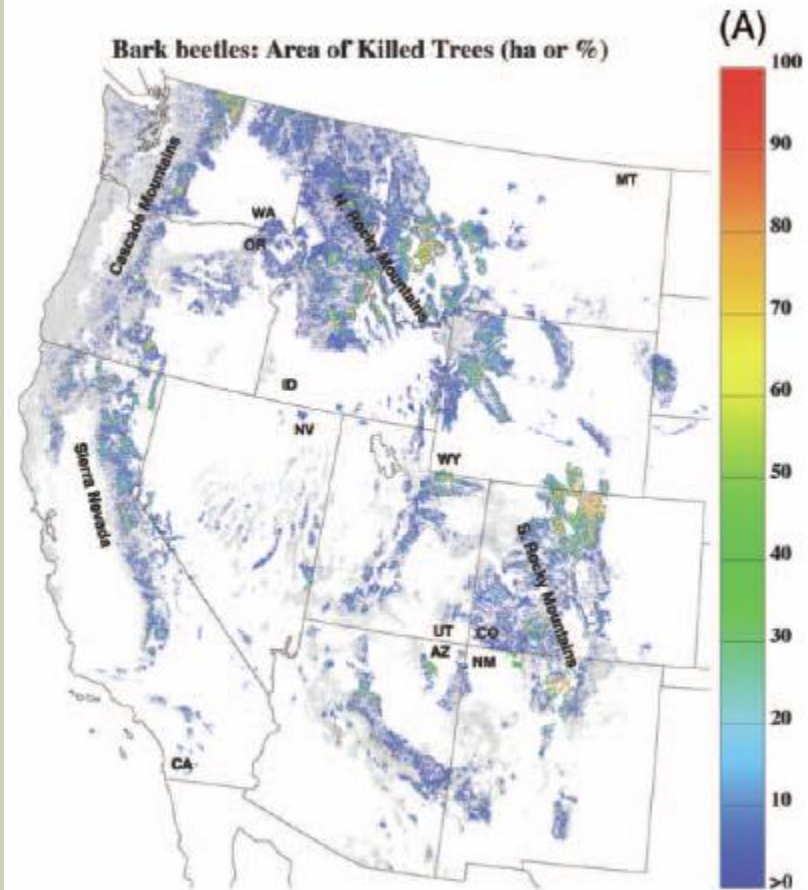 (A)
Bark beetles: Area of Killed Trees (ha or %)
100
90
80
70
60
50
40
30
20
10
>0
Cascade Mountains
WA
OR
N. Rocky Mountains
MT
ID
NV
WY
Sierra Nevada
S. Rocky Mountains
UT
CO
AZ
NM
CA